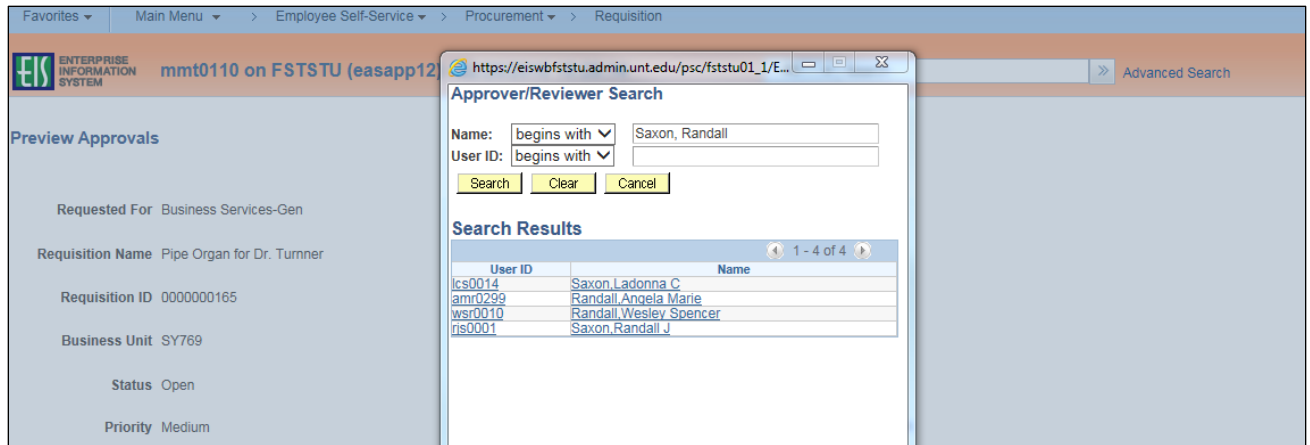 Favorites Main Menu > Employee Self-Service > Procurement > Requisition
EIS ENTERPRISE INFORMATION SYSTEM
mmt0110 on FSTSTU (easapp12)
» Advanced Search
Preview Approvals
Requested For Business Services-Gen
Requisition Name Pipe Organ for Dr. Turnner
Requisition ID 0000000165
Business Unit SY769
Status Open
Priority Medium
https://eiswbfststu.admin.unt.edu/psc/fststu01_1/E...
Approver/Reviewer Search
Name: begins with Saxon, Randall
User ID: begins with
Search Clear Cancel
Search Results
1 - 4 of 4
User ID Name
lcs0014 Saxon,Ladonna C
amr0299 Randall,Angela Marie
wsr0010 Randall,Wesley Spencer
rjs0001 Saxon,Randall J